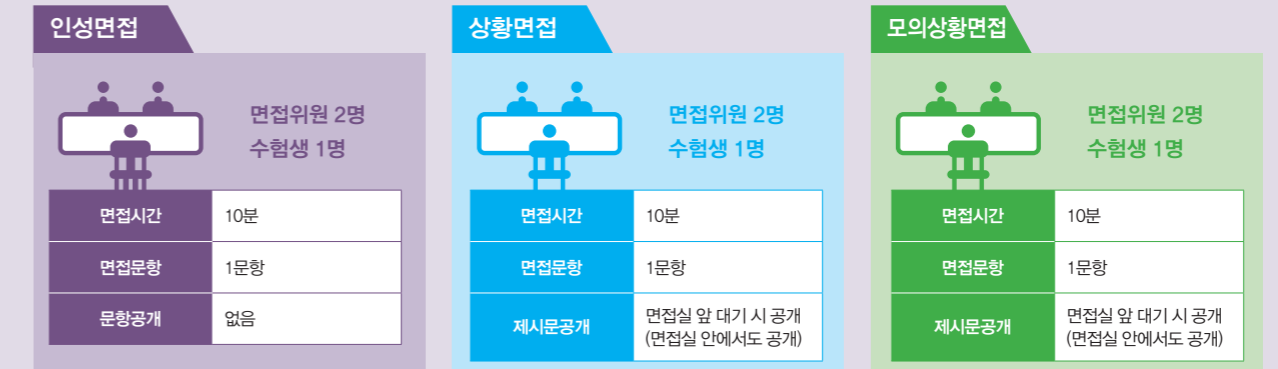 인성면접
면접위원 2명
수험생 1명
면접시간 10분
면접문항 1문항
문항공개 없음
상황면접
면접위원 2명
수험생 1명
면접시간 10분
면접문항 1문항
제시문공개 면접실 앞 대기 시 공개
(면접실 안에서도 공개)
모의상황면접
면접위원 2명
수험생 1명
면접시간 10분
면접문항 1문항
제시문공개 면접실 앞 대기 시 공개
(면접실 안에서도 공개)